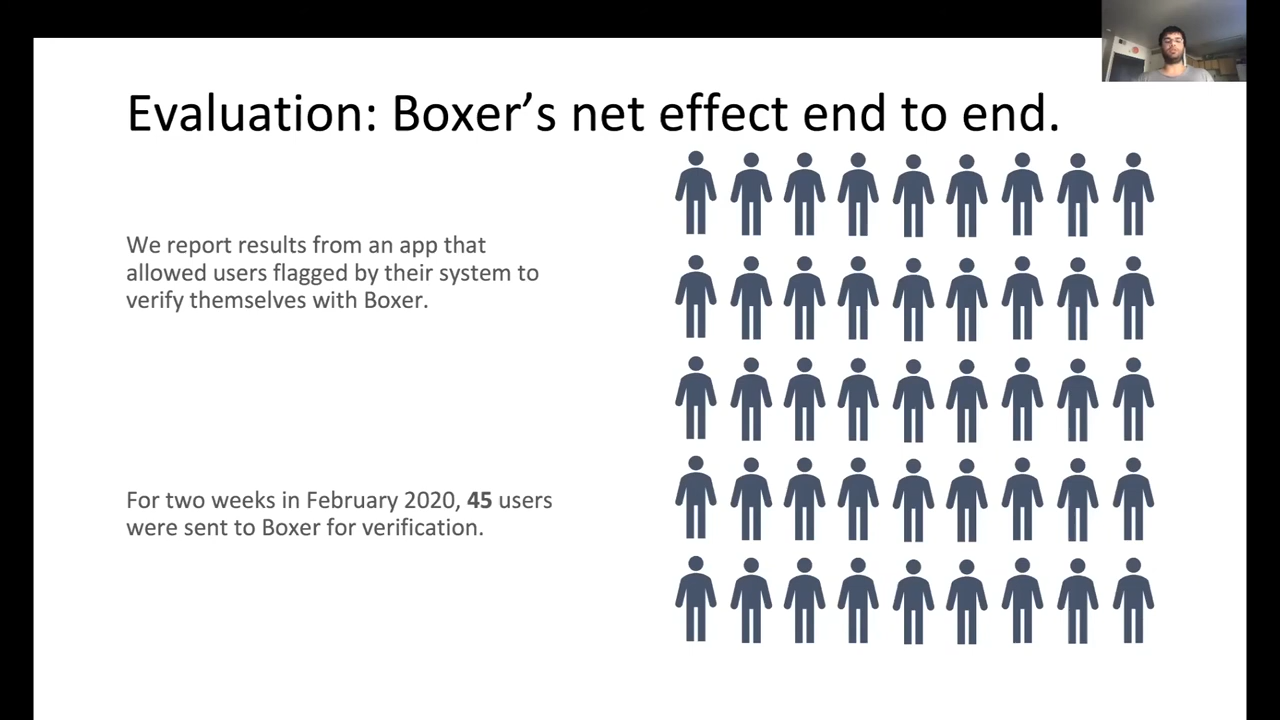 Evaluation: Boxer’s net effect end to end.
We report results from an app that
allowed users flagged by their system to
verify themselves with Boxer.
For two weeks in February 2020, 45 users
were sent to Boxer for verification.